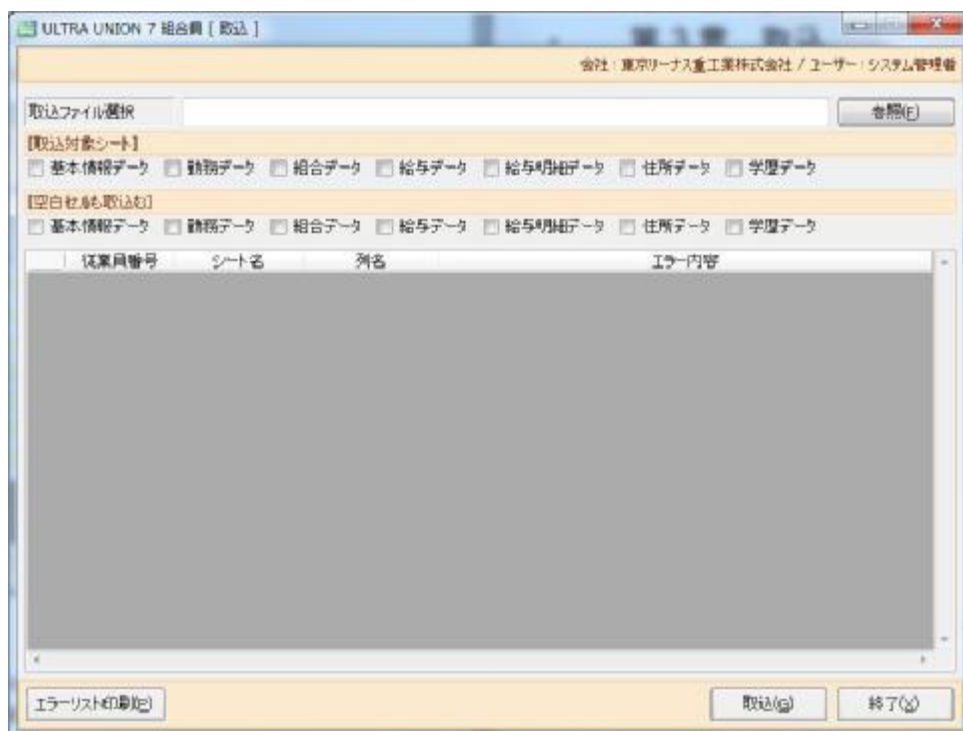 ULTRA UNION 7 組合員 [ 取込 ]
第3章 取込
会社：東京リーナス重工業株式会社 / ユーザー：システム管理者
取込ファイル選択
参照(F)
[取込対象シート]
基本情報データ 勤務データ 組合データ 給与データ 給与明細データ 住所データ 学歴データ
[空白セルも取込む]
基本情報データ 勤務データ 組合データ 給与データ 給与明細データ 住所データ 学歴データ
従業員番号 シート名 列名 エラー内容
エラーリスト印刷(E) 取込(G) 終了(X)